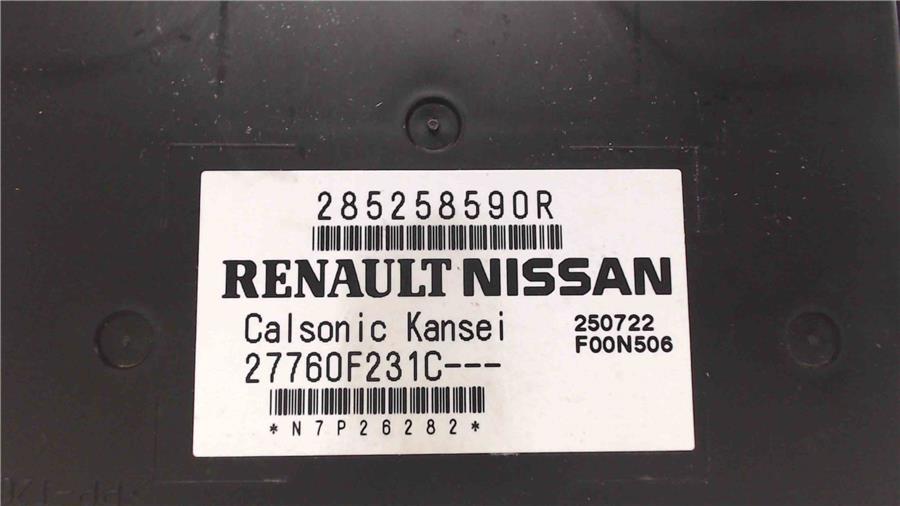 285258590R
RENAULT NISSAN
Calsonic Kansei
250722
F00N506
27760F231C---
*N7P26282*